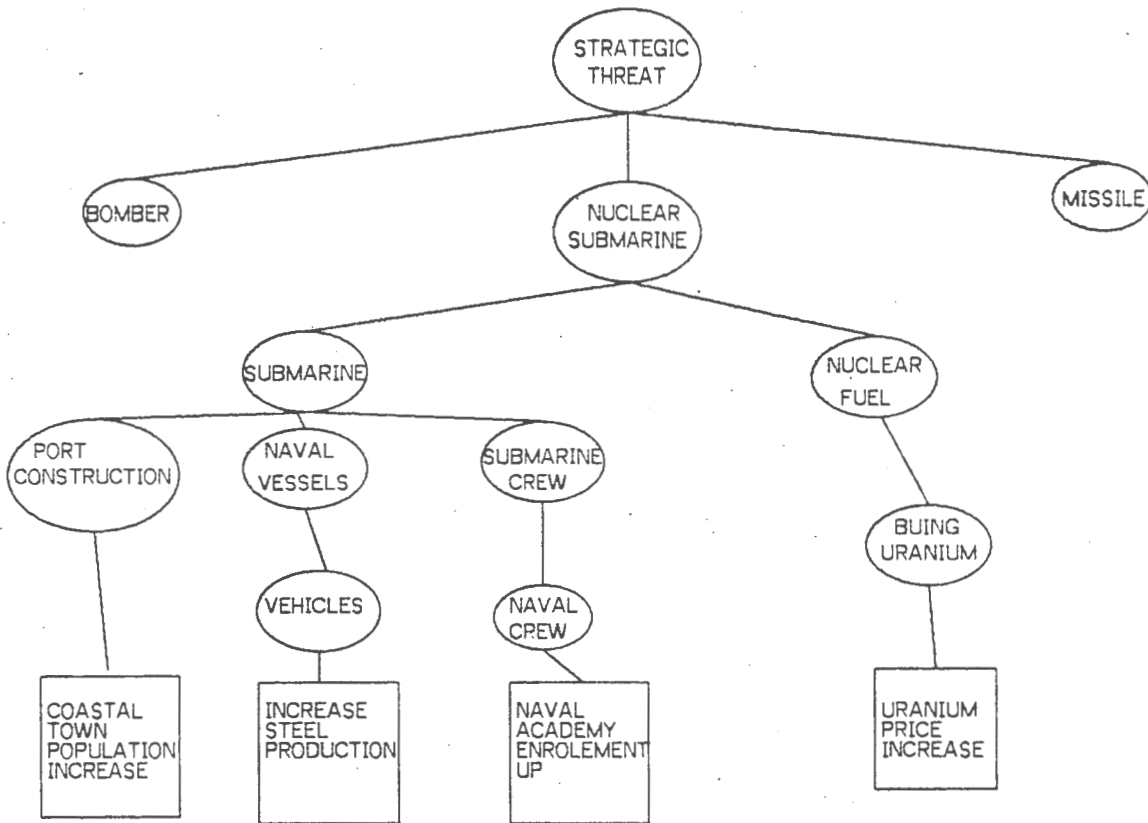 STRATEGIC
THREAT
BOMBER
NUCLEAR
SUBMARINE
MISSILE
SUBMARINE
NUCLEAR
FUEL
PORT
CONSTRUCTION
NAVAL
VESSELS
SUBMARINE
CREW
BUING
URANIUM
VEHICLES
NAVAL
CREW
COASTAL
TOWN
POPULATION
INCREASE
INCREASE
STEEL
PRODUCTION
NAVAL
ACADEMY
ENROLEMENT
UP
URANIUM
PRICE
INCREASE